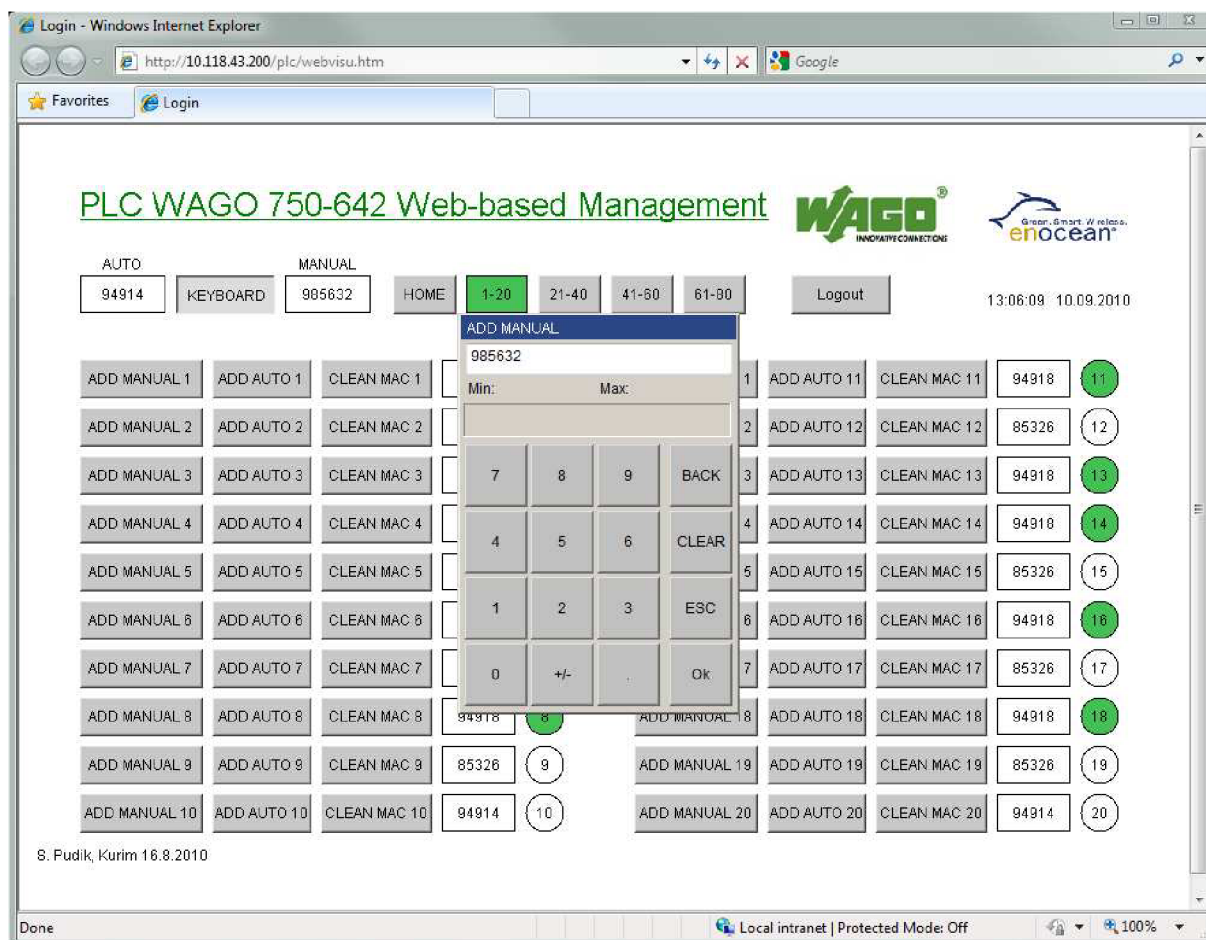 Login - Windows Internet Explorer
http://10.118.43.200/plc/webvisu.htm
Google
Favorites
Login
PLC WAGO 750-642 Web-based Management
WAGO®
INNOVATIVE CONNECTIONS
Green. Smart. Wireless.
enocean®
AUTO MANUAL
94914 KEYBOARD 985632 HOME 1-20 21-40 41-60 61-80 Logout 13:06:09 10.09.2010
ADD MANUAL
985632
Min: Max:
7 8 9 BACK
4 5 6 CLEAR
1 2 3 ESC
0 +/- . Ok
ADD MANUAL 1 ADD AUTO 1 CLEAN MAC 1 1 ADD AUTO 11 CLEAN MAC 11 94918 11
ADD MANUAL 2 ADD AUTO 2 CLEAN MAC 2 2 ADD AUTO 12 CLEAN MAC 12 85326 12
ADD MANUAL 3 ADD AUTO 3 CLEAN MAC 3 3 ADD AUTO 13 CLEAN MAC 13 94918 13
ADD MANUAL 4 ADD AUTO 4 CLEAN MAC 4 4 ADD AUTO 14 CLEAN MAC 14 94918 14
ADD MANUAL 5 ADD AUTO 5 CLEAN MAC 5 5 ADD AUTO 15 CLEAN MAC 15 85326 15
ADD MANUAL 6 ADD AUTO 6 CLEAN MAC 6 6 ADD AUTO 16 CLEAN MAC 16 94918 16
ADD MANUAL 7 ADD AUTO 7 CLEAN MAC 7 7 ADD AUTO 17 CLEAN MAC 17 85326 17
ADD MANUAL 8 ADD AUTO 8 CLEAN MAC 8 94918 8 ADD MANUAL 18 ADD AUTO 18 CLEAN MAC 18 94918 18
ADD MANUAL 9 ADD AUTO 9 CLEAN MAC 9 85326 9 ADD MANUAL 19 ADD AUTO 19 CLEAN MAC 19 85326 19
ADD MANUAL 10 ADD AUTO 10 CLEAN MAC 10 94914 10 ADD MANUAL 20 ADD AUTO 20 CLEAN MAC 20 94914 20
S. Pudik, Kurim 16.8.2010
Done Local intranet | Protected Mode: Off 100%